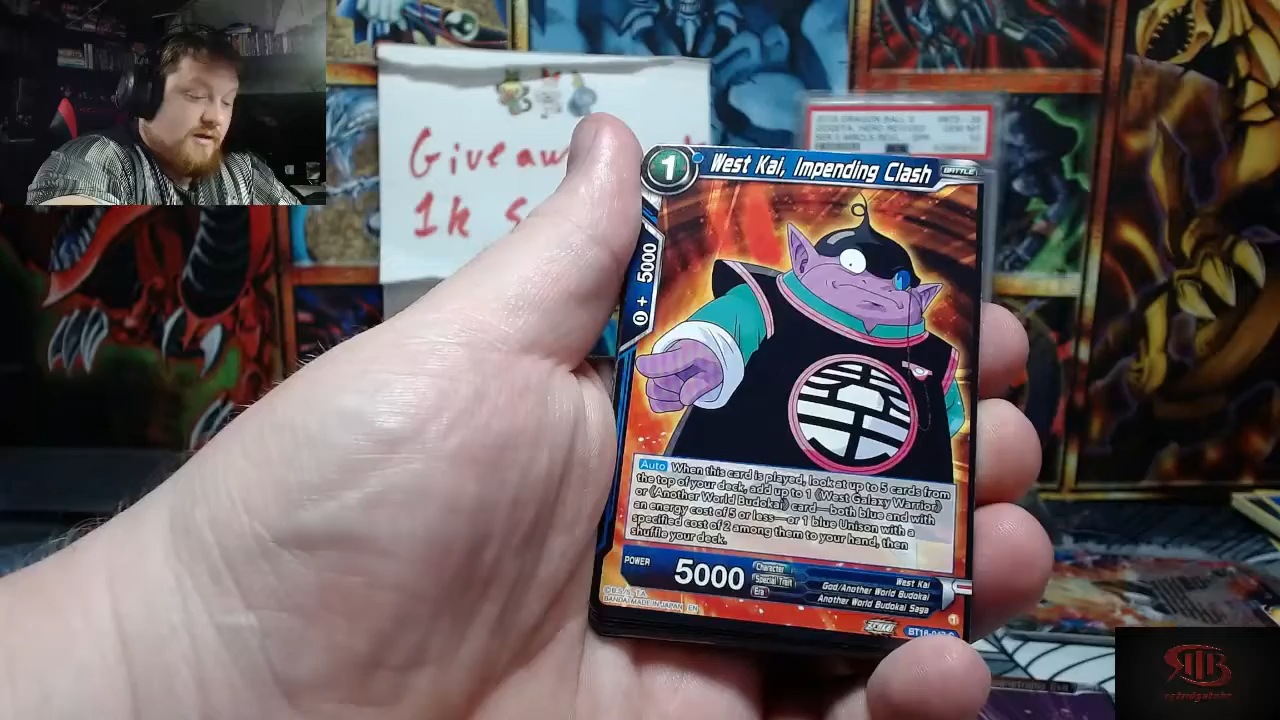 Giveaw
1k S
1
West Kai, Impending Clash
BATTLE
0 + 5000
Auto When this card is played, look at up to 5 cards from
the top of your deck, add up to 1 《West Galaxy Warrior》
or 《Another World Budokai》 card—both blue and with
an energy cost of 5 or less—or 1 blue Unison with a
specified cost of 2 among them to your hand, then
shuffle your deck.
POWER
5000
Character West Kai
Special Trait God/Another World Budokai
Era Another World Budokai Saga
BANDAI MADE IN JAPAN EN